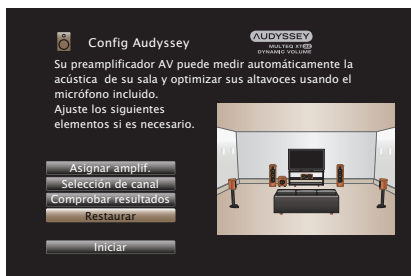 Config Audyssey
AUDYSSEY
MULTEQ XT32
DYNAMIC VOLUME
Su preamplificador AV puede medir automáticamente la
acústica de su sala y optimizar sus altavoces usando el
micrófono incluido.
Ajuste los siguientes
elementos si es necesario.
Asignar amplif.
Selección de canal
Comprobar resultados
Restaurar
Iniciar